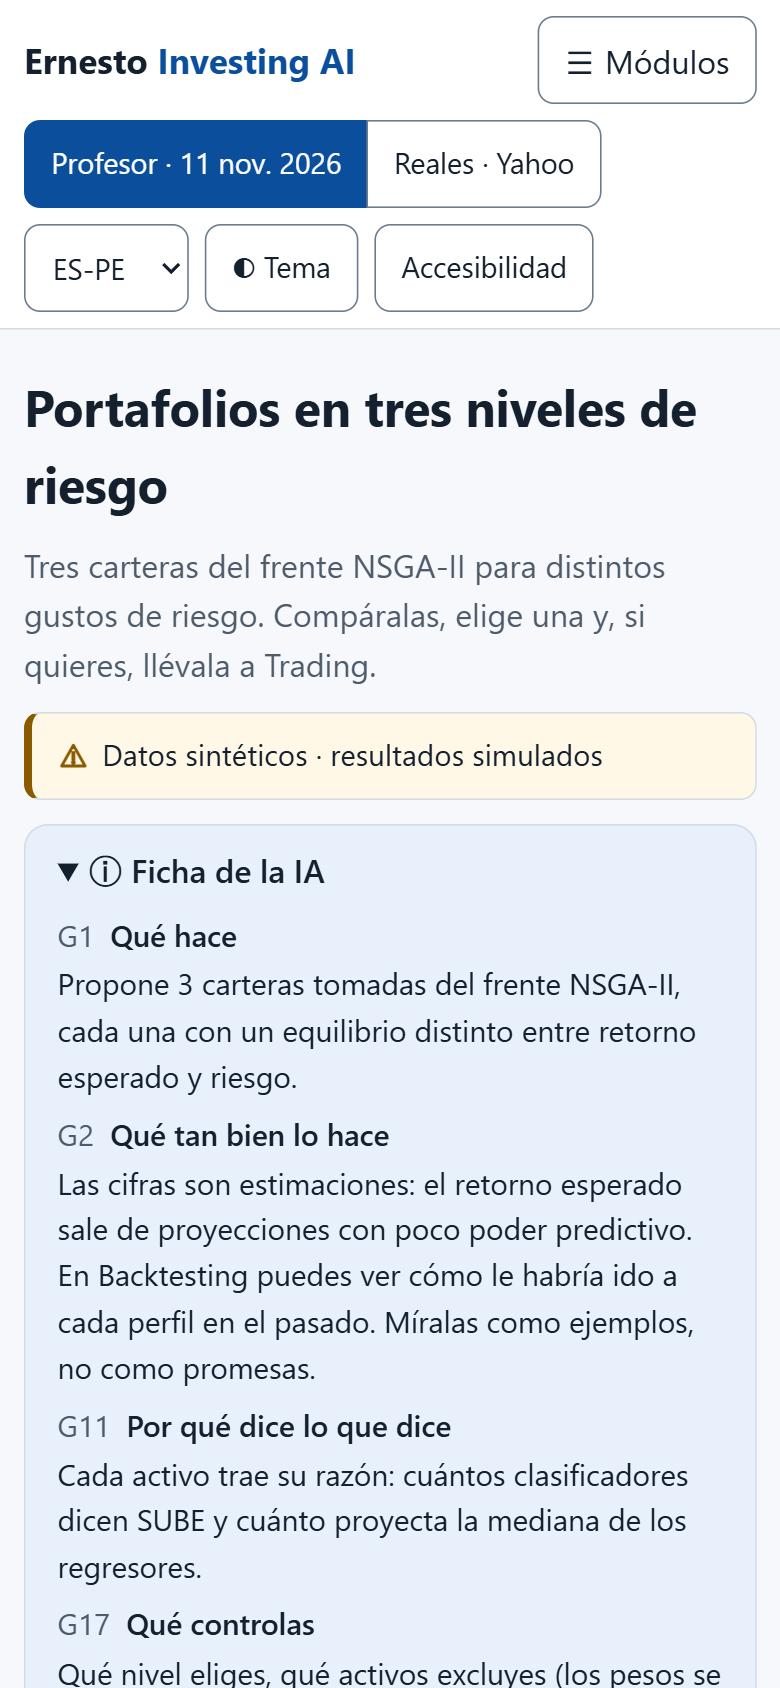 Ernesto Investing AI
☰ Módulos
Profesor · 11 nov. 2026
Reales · Yahoo
ES-PE
◐ Tema
Accesibilidad
Portafolios en tres niveles de
riesgo
Tres carteras del frente NSGA-II para distintos
gustos de riesgo. Compáralas, elige una y, si
quieres, llévala a Trading.
⚠ Datos sintéticos · resultados simulados
▼ ⓘ Ficha de la IA
G1 Qué hace
Propone 3 carteras tomadas del frente NSGA-II,
cada una con un equilibrio distinto entre retorno
esperado y riesgo.
G2 Qué tan bien lo hace
Las cifras son estimaciones: el retorno esperado
sale de proyecciones con poco poder predictivo.
En Backtesting puedes ver cómo le habría ido a
cada perfil en el pasado. Míralas como ejemplos,
no como promesas.
G11 Por qué dice lo que dice
Cada activo trae su razón: cuántos clasificadores
dicen SUBE y cuánto proyecta la mediana de los
regresores.
G17 Qué controlas
Qué nivel eliges, qué activos excluyes (los pesos se